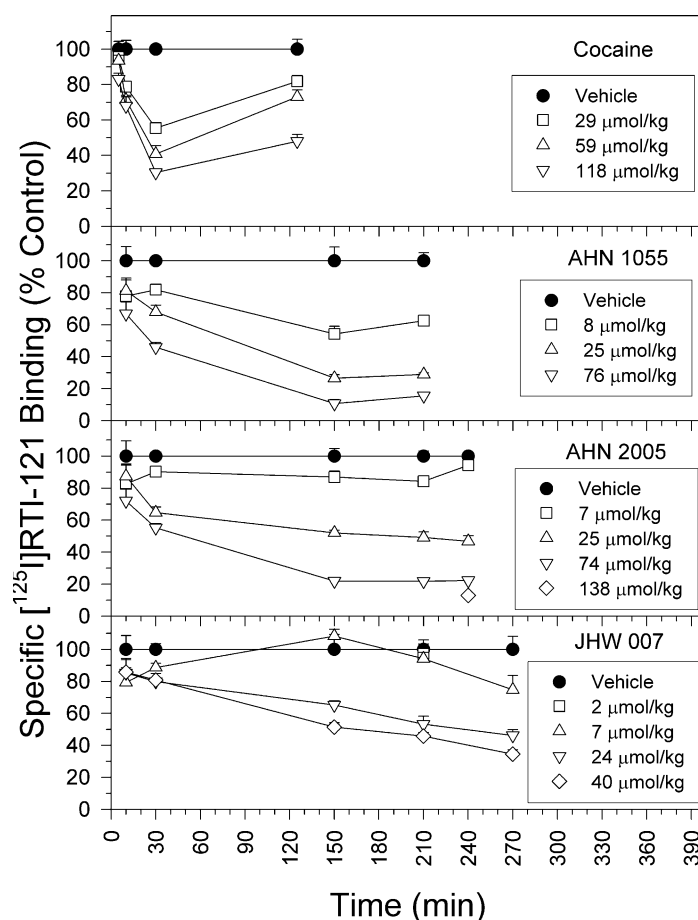 Specific [¹²⁵I]RTI-121 Binding (% Control)
100
80
60
40
20
0
Cocaine
Vehicle
29 μmol/kg
59 μmol/kg
118 μmol/kg
100
80
60
40
20
0
AHN 1055
Vehicle
8 μmol/kg
25 μmol/kg
76 μmol/kg
100
80
60
40
20
0
AHN 2005
Vehicle
7 μmol/kg
25 μmol/kg
74 μmol/kg
138 μmol/kg
100
80
60
40
20
0
JHW 007
Vehicle
2 μmol/kg
7 μmol/kg
24 μmol/kg
40 μmol/kg
0 30 60 90 120 150 180 210 240 270 300 330 360 390
Time (min)